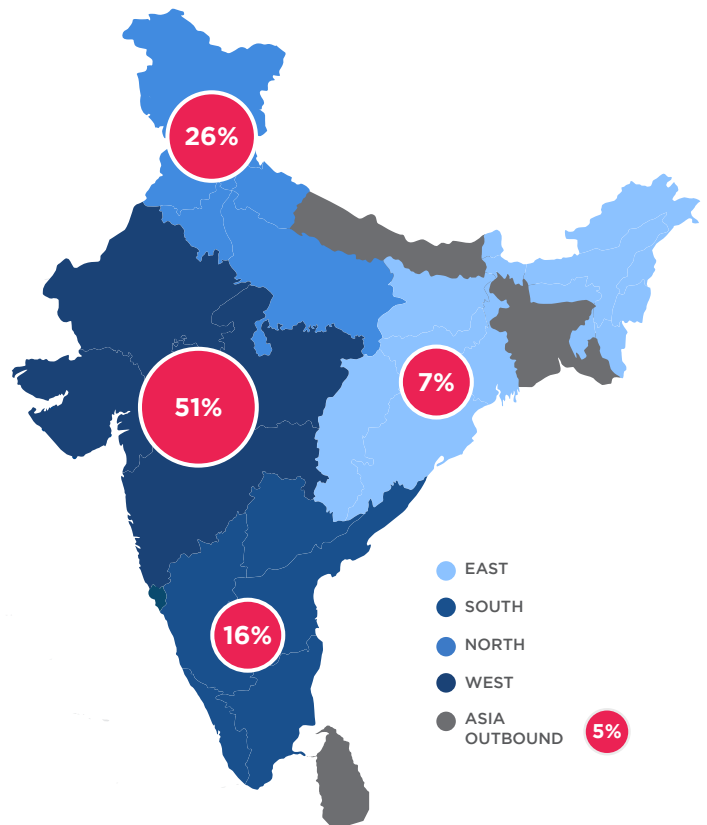 26%
51%
7%
16%
EAST
SOUTH
NORTH
WEST
ASIA
OUTBOUND
5%